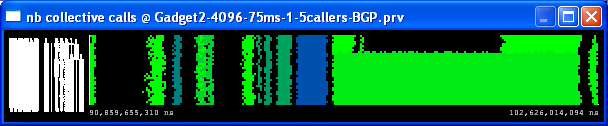 nb collective calls @ Gadget2-4096-75ms-1-5callers-BGP.prv
90,859,655,310 ns
102,626,014,094 ns